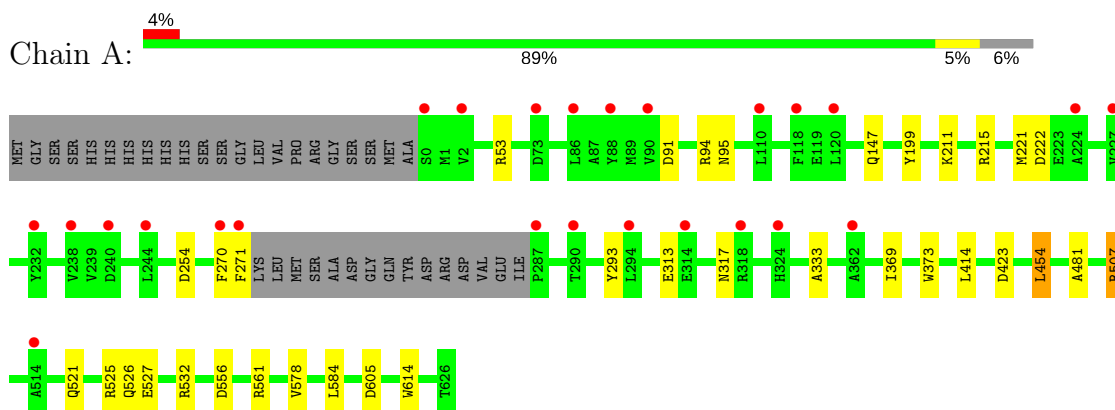 4%
Chain A:
89% 5% 6%
MET GLY SER SER HIS HIS HIS HIS HIS HIS SER SER GLY LEU VAL PRO ARG GLY SER SER MET ALA S0 M1 V2 R53 D73 L86 A87 Y88 M89 V90 D91 R94 N95 L110 F118 E119 L120 Q147 Y199 K211 R215 M221 D222 E223 A224
Y232 V238 V239 D240 L244 D254 F270 F271 LYS LEU MET SER ALA ASP GLY GLN TYR ASP ARG ASP VAL GLU ILE P287 T290 Y293 L294 E313 E314 N317 R318 H324 A333 A362 I369 W373 L414 D423 L454 A481
A514 Q521 R525 Q526 E527 R532 D556 R561 V578 L584 D605 W614 T626